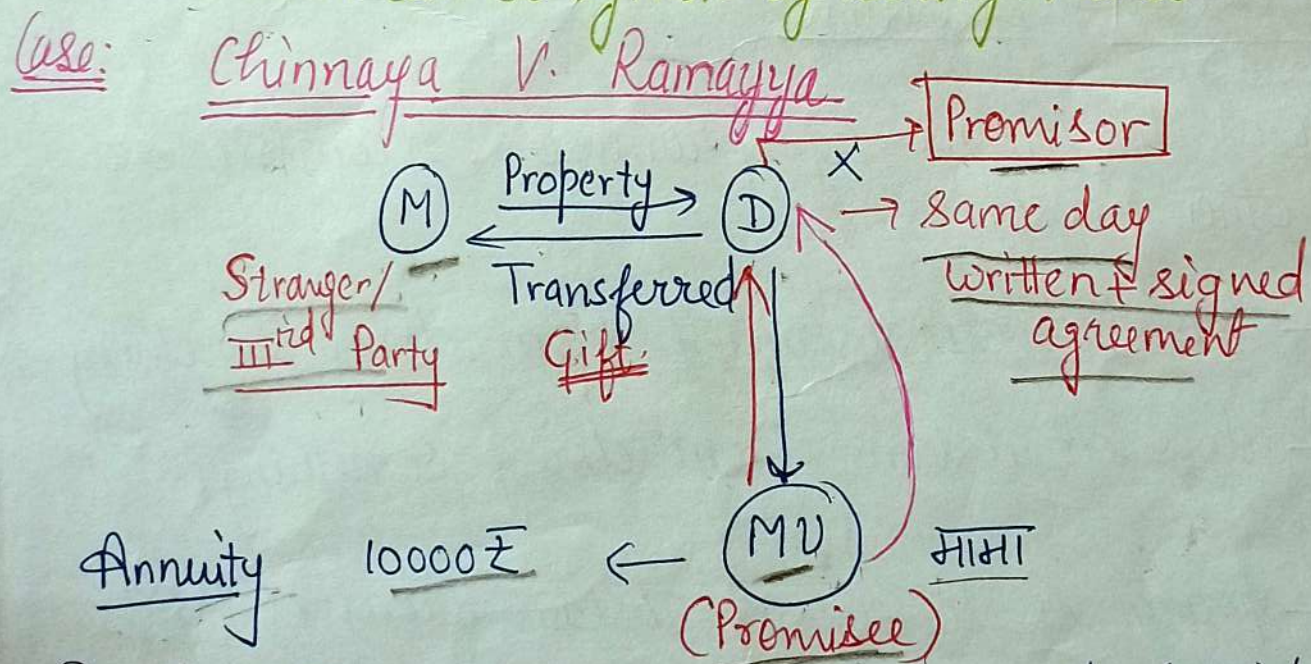 Case: Chinnaya V. Ramayya
Promisor
M Property D X → same day
Stranger/ Transferred written + signed
IIIrd Party Gift. agreement
Annuity 10000 ₹ ← MU मामा
(Promisee)